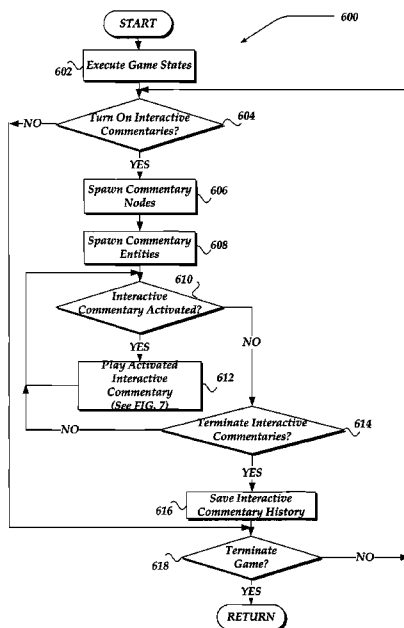 START
600
602
Execute Game States
Turn On Interactive
Commentaries?
604
NO
YES
Spawn Commentary
Nodes
606
Spawn Commentary
Entities
608
610
Interactive
Commentary Activated?
YES
NO
Play Activated
Interactive
Commentary
(See FIG. 7)
612
NO
Terminate Interactive
Commentaries?
614
YES
616
Save Interactive
Commentary History
618
Terminate
Game?
NO
YES
RETURN